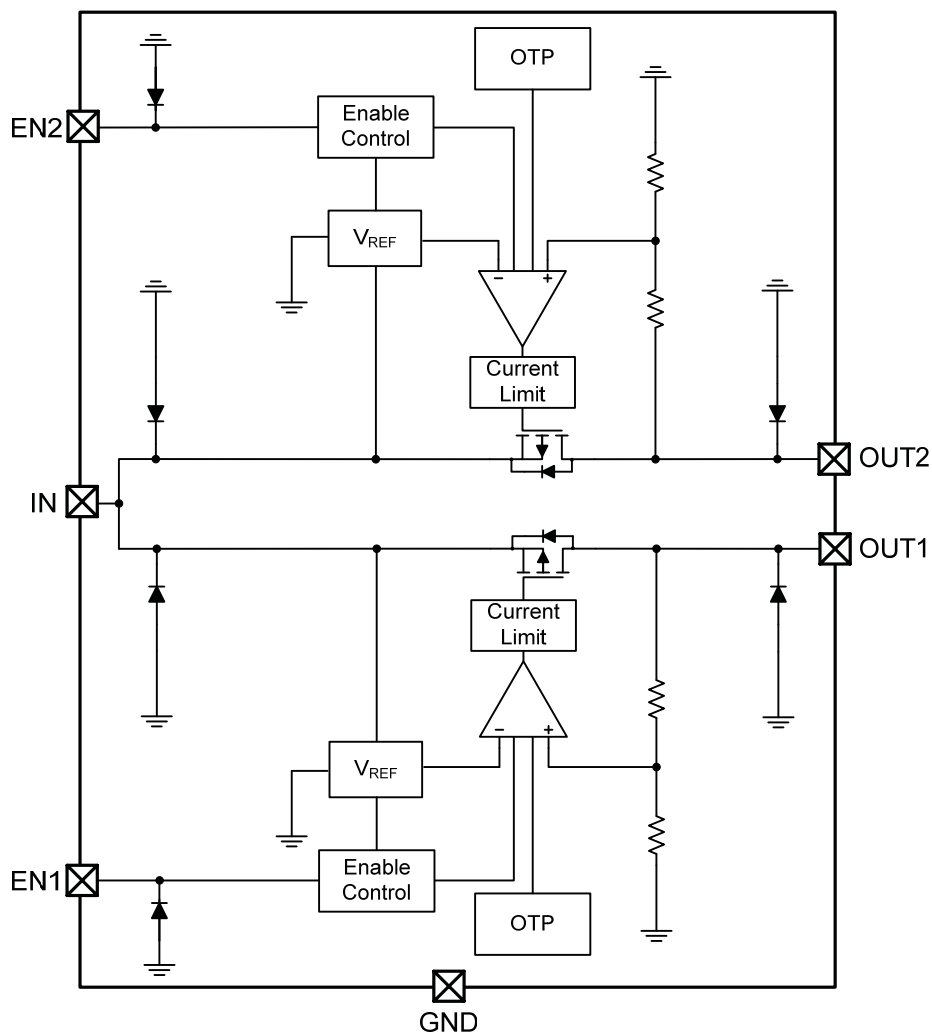 OTP
EN2
Enable
Control
VREF
− +
Current
Limit
OUT2
IN
OUT1
Current
Limit
− +
VREF
EN1
Enable
Control
OTP
GND